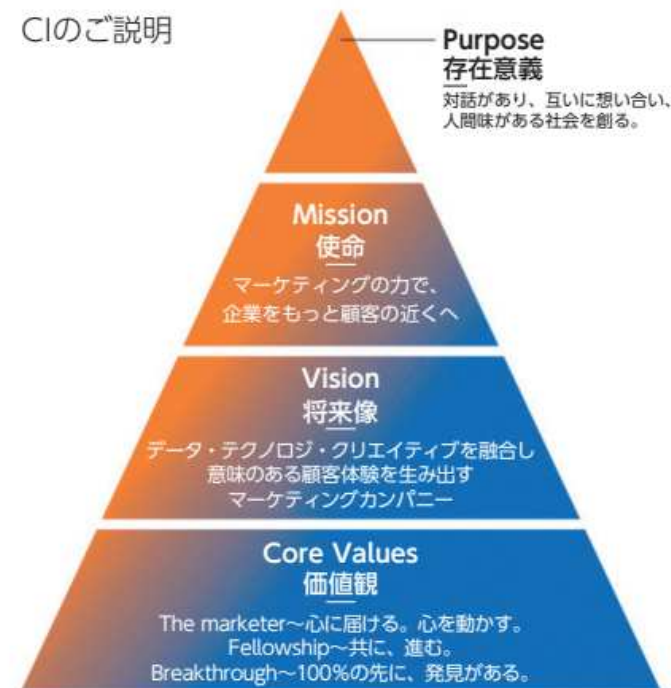 CIのご説明
Purpose
存在意義
対話があり、互いに想い合い、
人間味がある社会を創る。
Mission
使命
マーケティングの力で、
企業をもっと顧客の近くへ
Vision
将来像
データ・テクノロジ・クリエイティブを融合し
意味のある顧客体験を生み出す
マーケティングカンパニー
Core Values
価値観
The marketer～心に届ける。心を動かす。
Fellowship～共に、進む。
Breakthrough～100%の先に、発見がある。